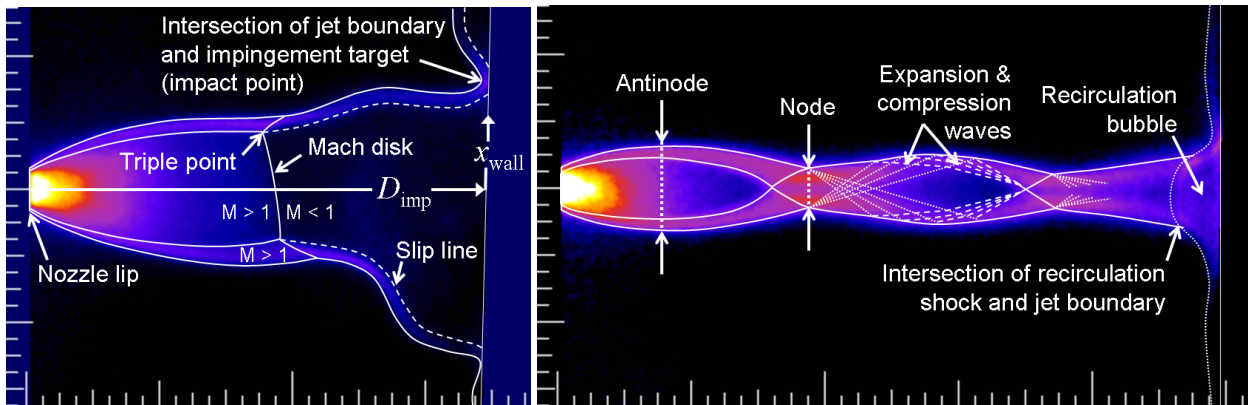 Intersection of jet boundary
and impingement target
(impact point)
Triple point
Mach disk
x_wall
D_imp
M > 1
M < 1
M > 1
Slip line
Nozzle lip
Antinode
Node
Expansion &
compression
waves
Recirculation
bubble
Intersection of recirculation
shock and jet boundary